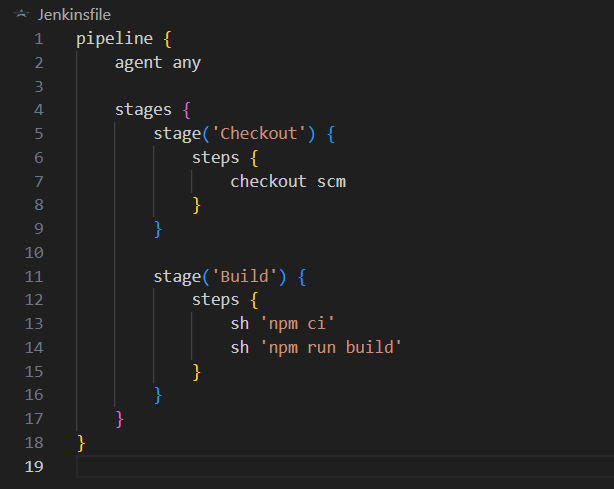 Jenkinsfile
1 pipeline {
2     agent any
3
4     stages {
5         stage('Checkout') {
6             steps {
7                 checkout scm
8             }
9         }
10
11         stage('Build') {
12             steps {
13                 sh 'npm ci'
14                 sh 'npm run build'
15             }
16         }
17     }
18 }
19